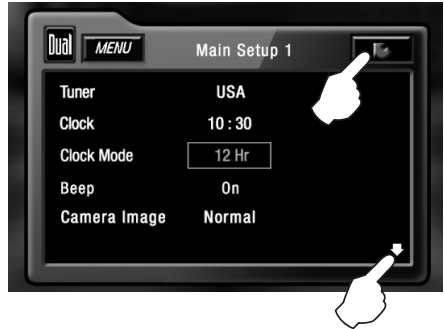 Dual MENU Main Setup 1
Tuner USA
Clock 10 : 30
Clock Mode 12 Hr
Beep On
Camera Image Normal